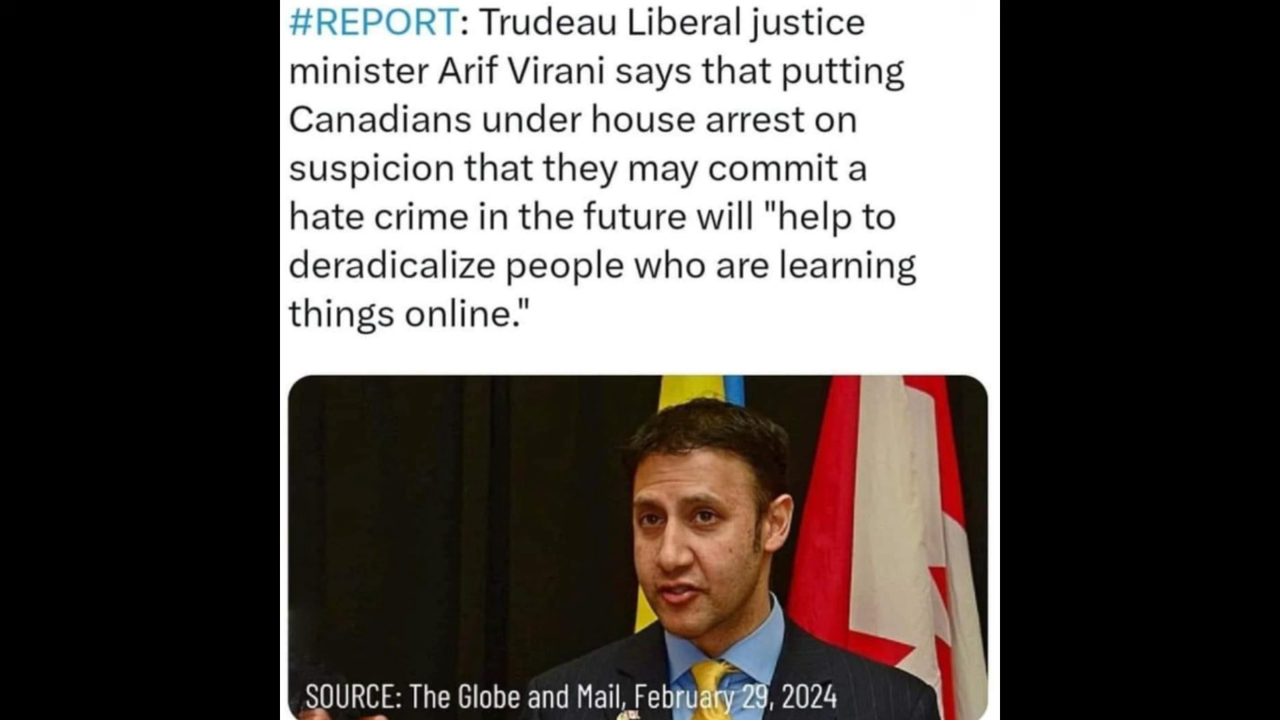 #REPORT: Trudeau Liberal justice
minister Arif Virani says that putting
Canadians under house arrest on
suspicion that they may commit a
hate crime in the future will "help to
deradicalize people who are learning
things online."
SOURCE: The Globe and Mail, February 29, 2024